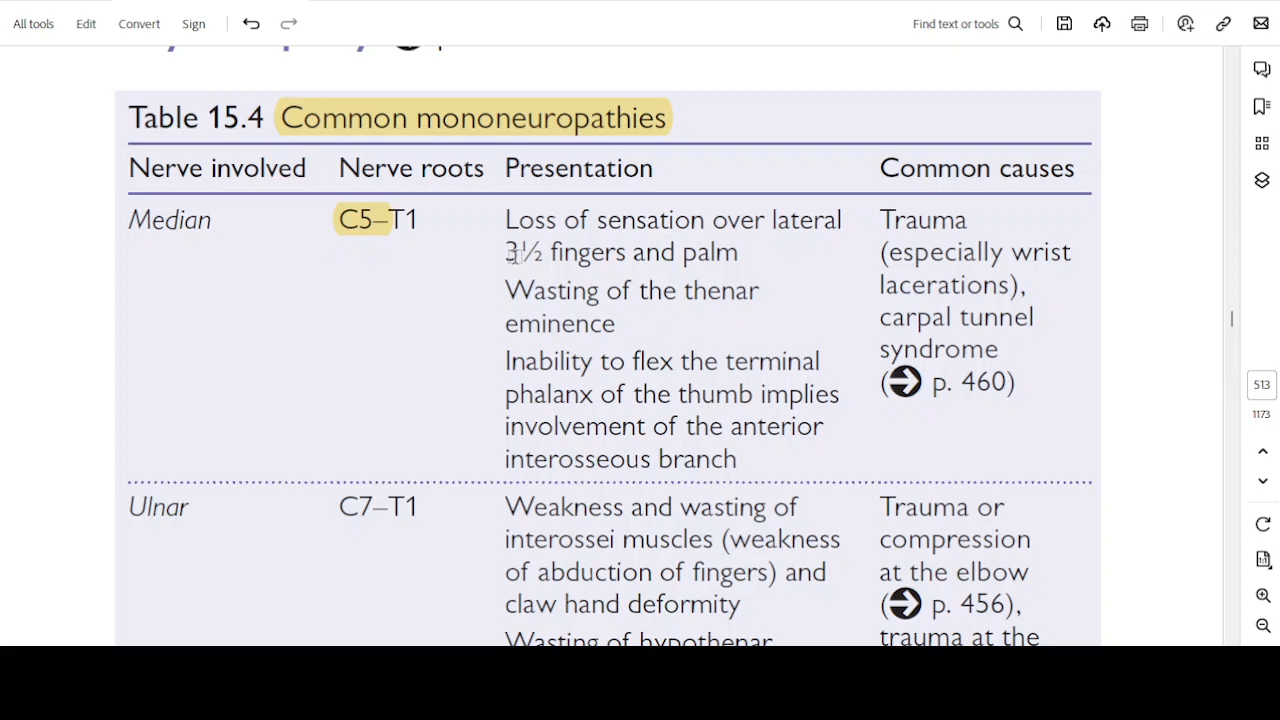 All tools Edit Convert Sign Find text or tools
Table 15.4 Common mononeuropathies
Nerve involved Nerve roots Presentation Common causes
Median C5–T1 Loss of sensation over lateral Trauma
3½ fingers and palm (especially wrist
Wasting of the thenar lacerations),
eminence carpal tunnel
syndrome
Inability to flex the terminal
phalanx of the thumb implies ( p. 460)
involvement of the anterior
interosseous branch
Ulnar C7–T1 Weakness and wasting of Trauma or
interossei muscles (weakness compression
of abduction of fingers) and at the elbow
claw hand deformity ( p. 456),
Wasting of hypothenar trauma at the
513
1173